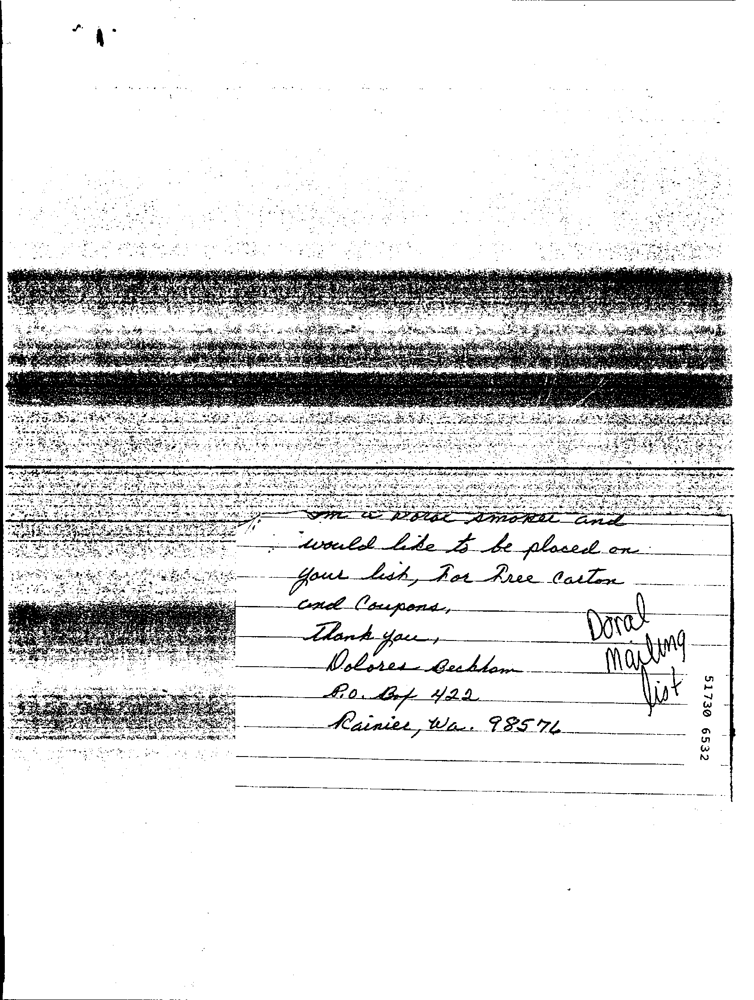 I'm a Doral smoker and
would like to be placed on
your list, For Free Carton
and Coupons,
Thank you,
Dolores Beckham
P.O. Box 422
Rainier, Wa. 98576
Doral
Mailing
list
51730 6532